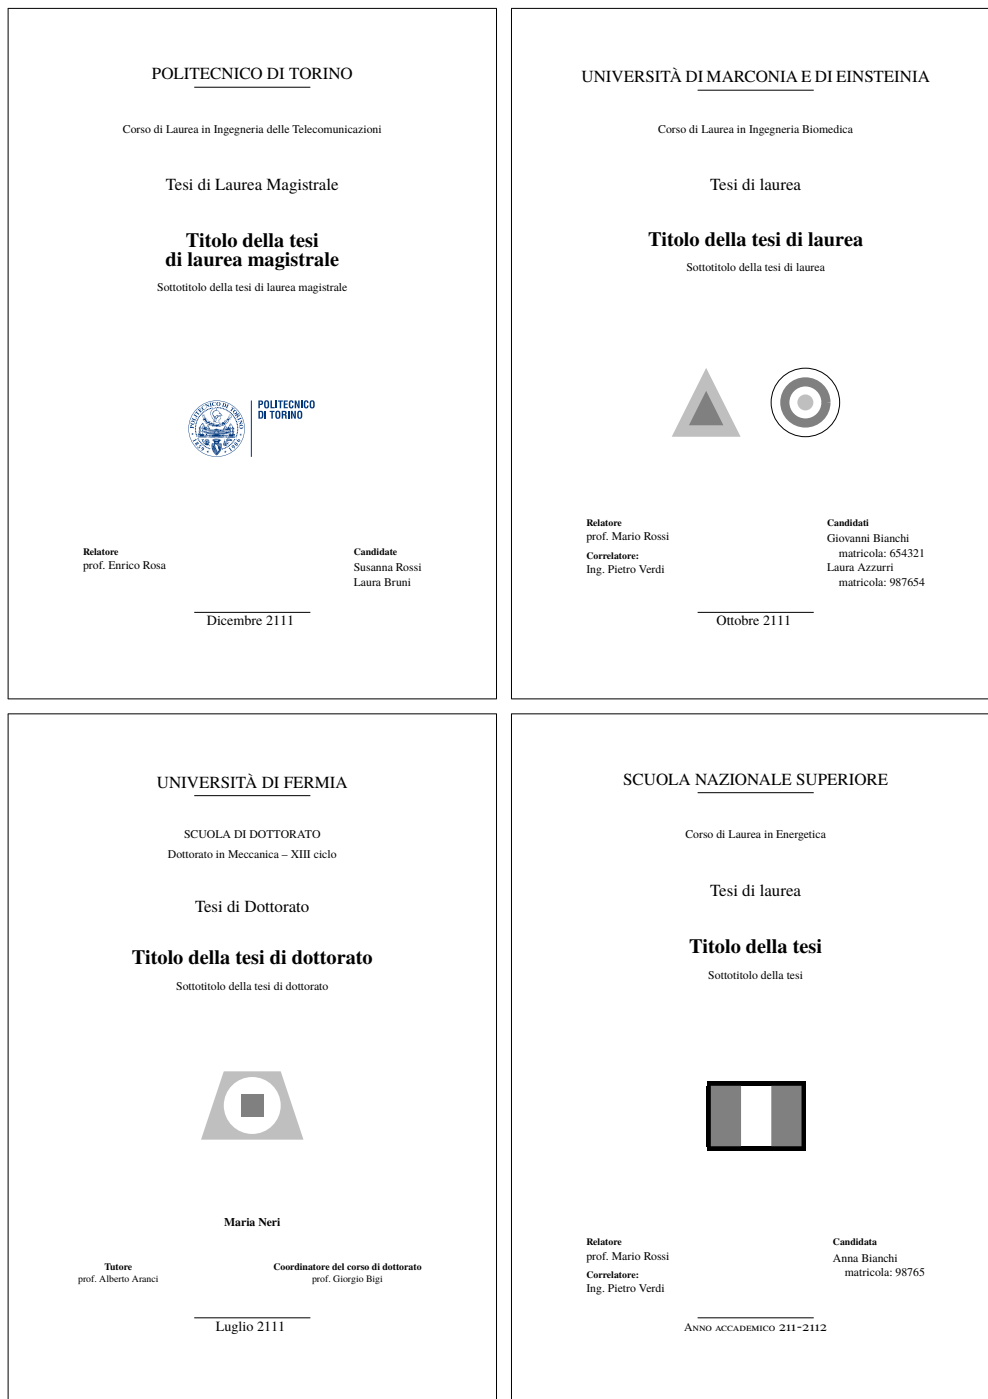 POLITECNICO DI TORINO
Corso di Laurea in Ingegneria delle Telecomunicazioni
Tesi di Laurea Magistrale
Titolo della tesi
di laurea magistrale
Sottotitolo della tesi di laurea magistrale
POLITECNICO DI TORINO
1859
1906
POLITECNICO
DI TORINO
Relatore
prof. Enrico Rosa
Candidate
Susanna Rossi
Laura Bruni
Dicembre 2111
UNIVERSITÀ DI MARCONIA E DI EINSTEINIA
Corso di Laurea in Ingegneria Biomedica
Tesi di laurea
Titolo della tesi di laurea
Sottotitolo della tesi di laurea
Relatore
prof. Mario Rossi
Correlatore:
Ing. Pietro Verdi
Candidati
Giovanni Bianchi
matricola: 654321
Laura Azzurri
matricola: 987654
Ottobre 2111
UNIVERSITÀ DI FERMIA
SCUOLA DI DOTTORATO
Dottorato in Meccanica – XIII ciclo
Tesi di Dottorato
Titolo della tesi di dottorato
Sottotitolo della tesi di dottorato
Maria Neri
Tutore
prof. Alberto Aranci
Coordinatore del corso di dottorato
prof. Giorgio Bigi
Luglio 2111
SCUOLA NAZIONALE SUPERIORE
Corso di Laurea in Energetica
Tesi di laurea
Titolo della tesi
Sottotitolo della tesi
Relatore
prof. Mario Rossi
Correlatore:
Ing. Pietro Verdi
Candidata
Anna Bianchi
matricola: 98765
Anno accademico 211-2112